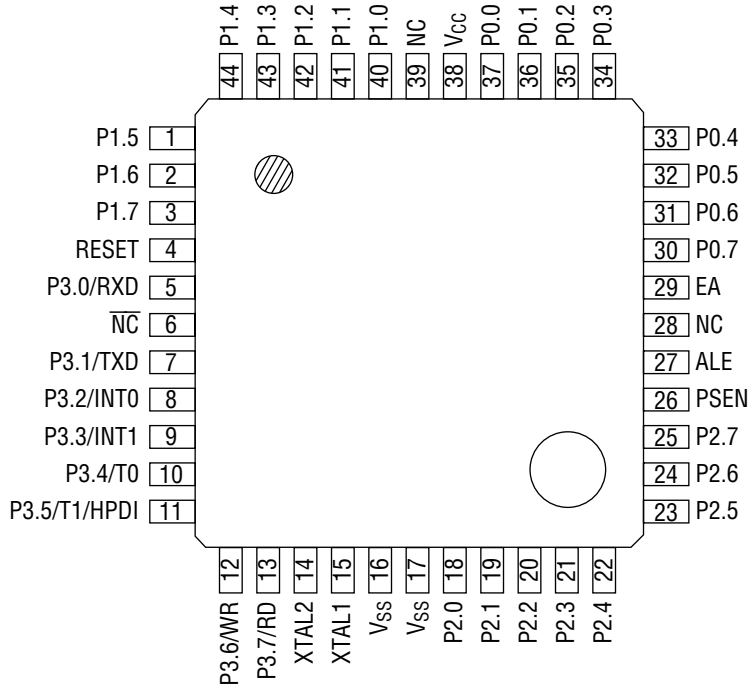 44 P1.4
43 P1.3
42 P1.2
41 P1.1
40 P1.0
39 NC
38 VCC
37 P0.0
36 P0.1
35 P0.2
34 P0.3
P1.5 1
P1.6 2
P1.7 3
RESET 4
P3.0/RXD 5
N̅C̅ 6
P3.1/TXD 7
P3.2/INT0 8
P3.3/INT1 9
P3.4/T0 10
P3.5/T1/HPDI 11
33 P0.4
32 P0.5
31 P0.6
30 P0.7
29 EA
28 NC
27 ALE
26 PSEN
25 P2.7
24 P2.6
23 P2.5
P3.6/WR 12
P3.7/RD 13
XTAL2 14
XTAL1 15
VSS 16
VSS 17
P2.0 18
P2.1 19
P2.2 20
P2.3 21
P2.4 22